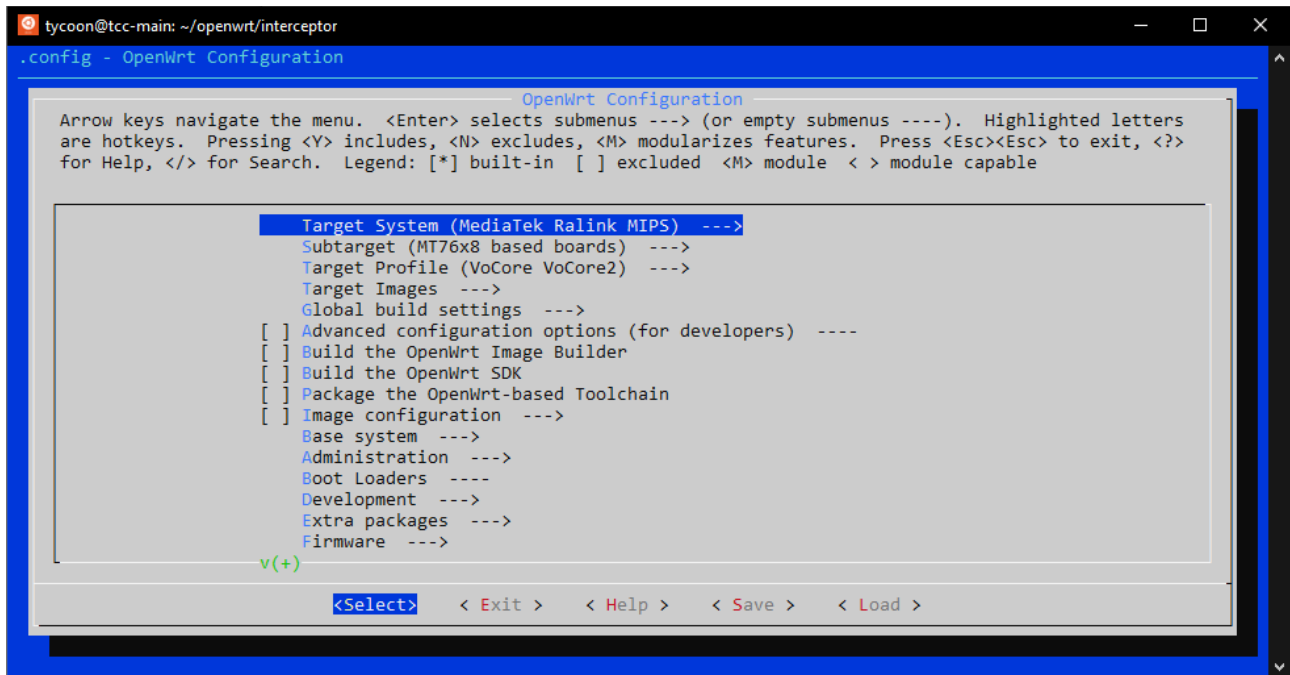 tycoon@tcc-main: ~/openwrt/interceptor
.config - OpenWrt Configuration
OpenWrt Configuration
Arrow keys navigate the menu.  <Enter> selects submenus ---> (or empty submenus ----).  Highlighted letters
are hotkeys.  Pressing <Y> includes, <N> excludes, <M> modularizes features.  Press <Esc><Esc> to exit, <?>
for Help, </> for Search.  Legend: [*] built-in  [ ] excluded  <M> module  < > module capable
Target System (MediaTek Ralink MIPS)  --->
Subtarget (MT76x8 based boards)  --->
Target Profile (VoCore VoCore2)  --->
Target Images  --->
Global build settings  --->
[ ] Advanced configuration options (for developers)  ----
[ ] Build the OpenWrt Image Builder
[ ] Build the OpenWrt SDK
[ ] Package the OpenWrt-based Toolchain
[ ] Image configuration  --->
Base system  --->
Administration  --->
Boot Loaders  ----
Development  --->
Extra packages  --->
Firmware  --->
v(+)
<Select>    < Exit >    < Help >    < Save >    < Load >